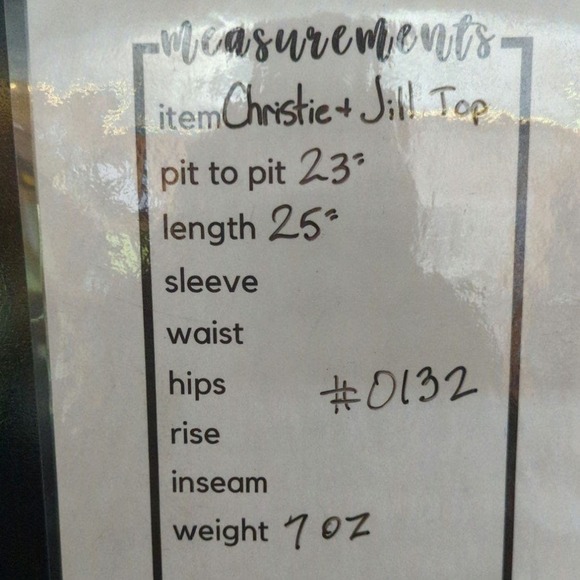 measurements
item Christie + Jill Top
pit to pit 23"
length 25"
sleeve
waist
hips #0132
rise
inseam
weight 7 oz